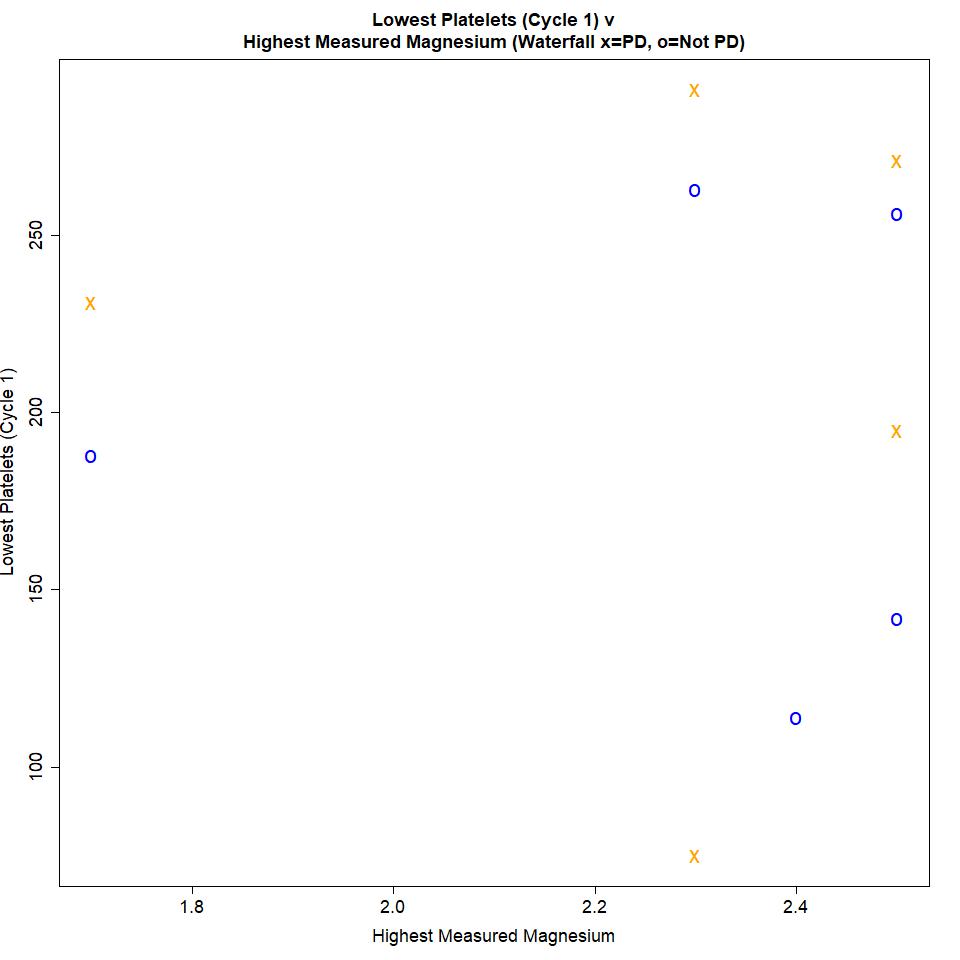 Lowest Platelets (Cycle 1) v
Highest Measured Magnesium (Waterfall x=PD, o=Not PD)
Lowest Platelets (Cycle 1)
250
200
150
100
X
X
O
O
X
X
O
O
O
X
1.8 2.0 2.2 2.4
Highest Measured Magnesium